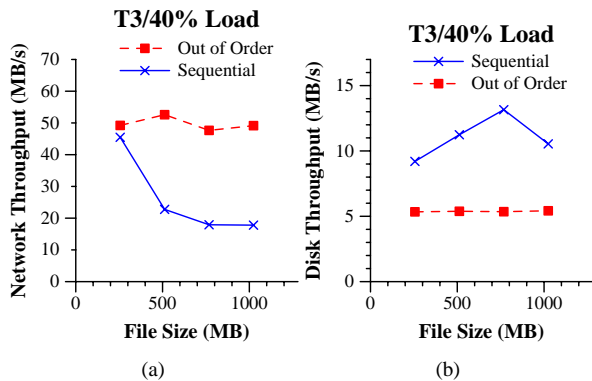 T3/40% Load
Out of Order
Sequential
Network Throughput (MB/s)
70
60
50
40
30
20
10
0
0
500
1000
File Size (MB)
(a)
T3/40% Load
Sequential
Out of Order
Disk Throughput (MB/s)
15
10
5
0
0
500
1000
File Size (MB)
(b)